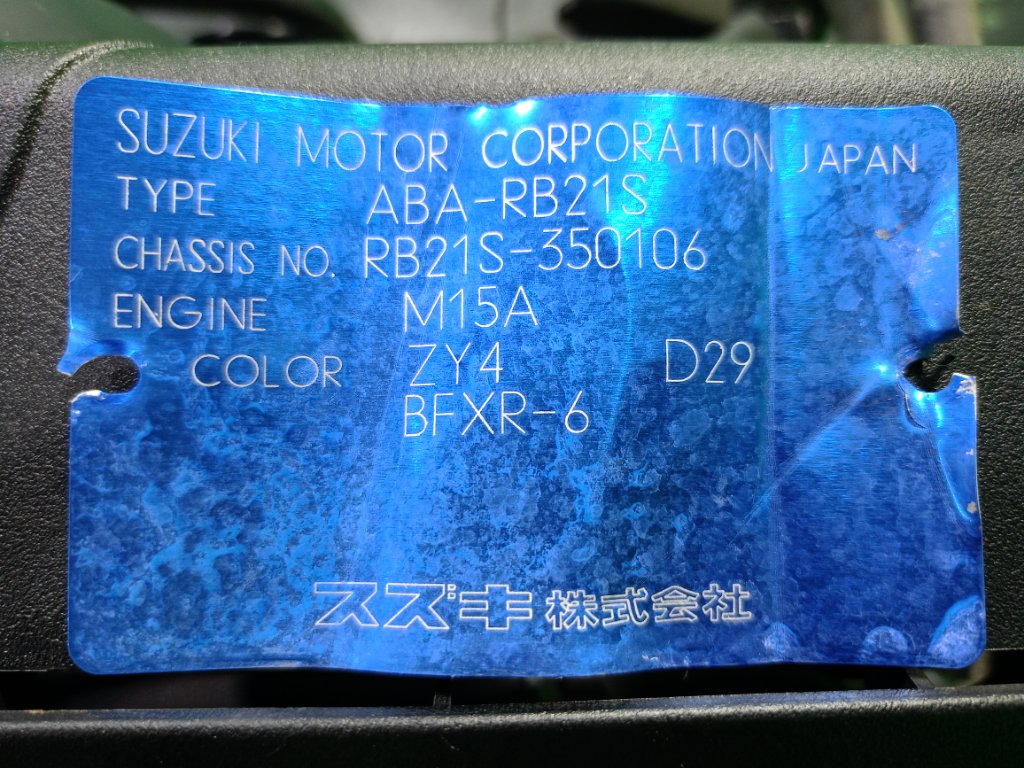 SUZUKI MOTOR CORPORATION JAPAN
TYPE ABA-RB21S
CHASSIS NO. RB21S-350106
ENGINE M15A
COLOR ZY4 D29
BFXR-6
スズキ株式会社